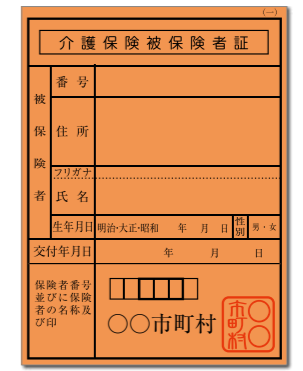 (一)
介護保険被保険者証
被保険者
番号
住所
フリガナ
氏名
生年月日 明治・大正・昭和 年 月 日 性別 男・女
交付年月日 年 月 日
保険者番号
並びに保険
者の名称及
び印
〇〇市町村
〇〇市町村